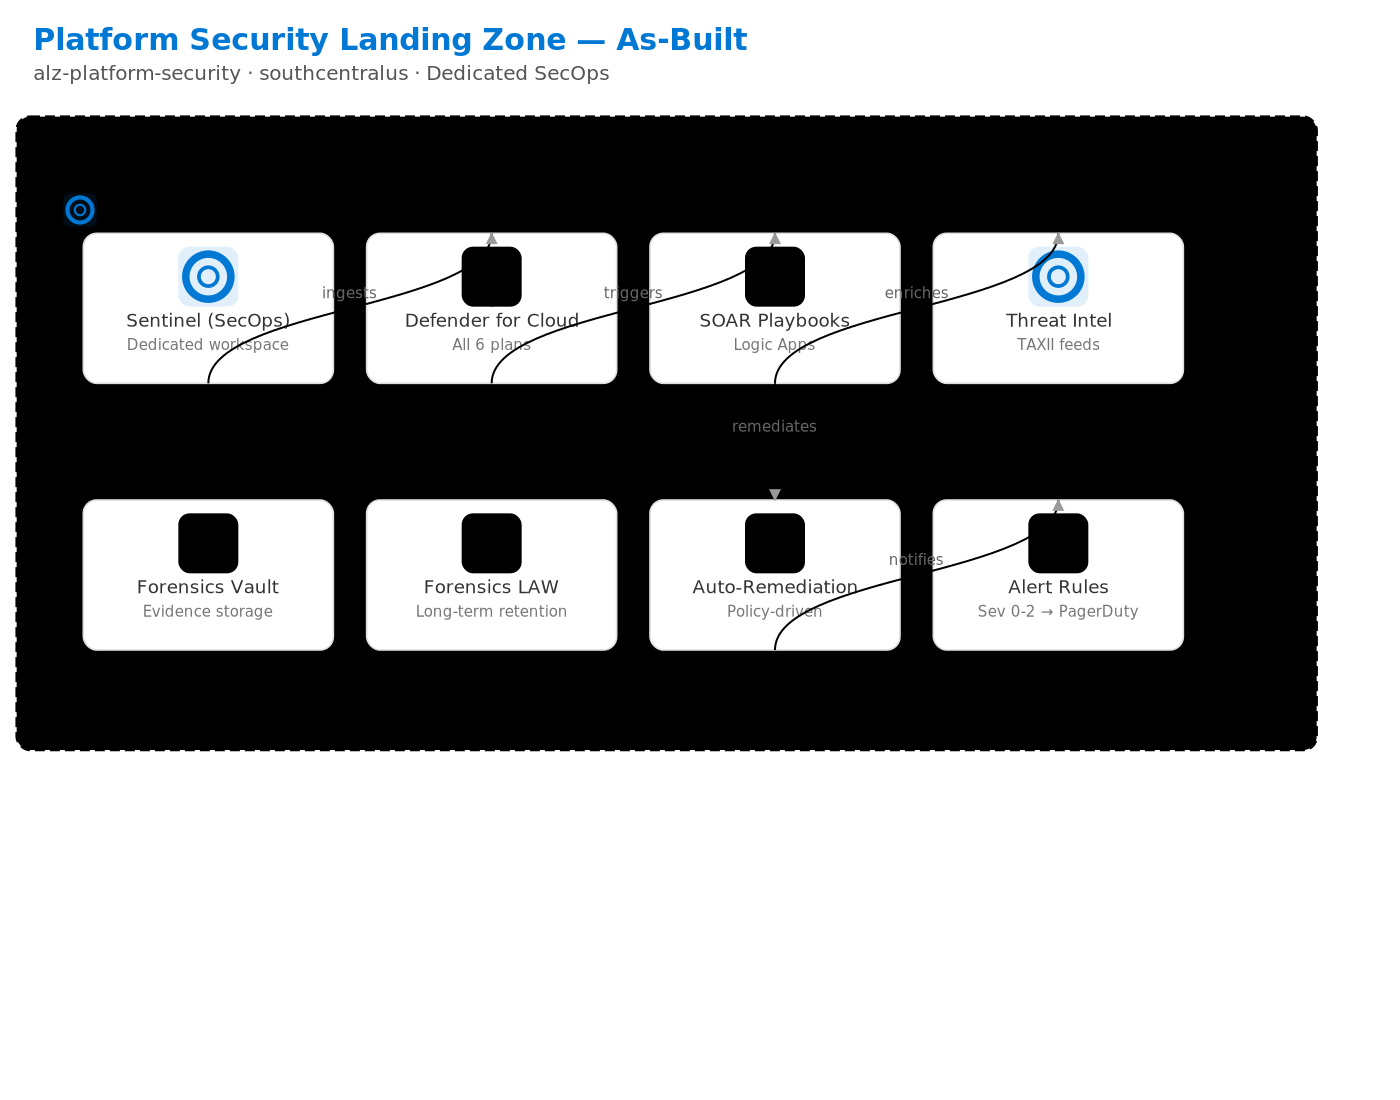 Platform Security Landing Zone — As-Built
alz-platform-security · southcentralus · Dedicated SecOps
ingests
triggers
enriches
Sentinel (SecOps)
Dedicated workspace
Defender for Cloud
All 6 plans
SOAR Playbooks
Logic Apps
Threat Intel
TAXII feeds
remediates
notifies
Forensics Vault
Evidence storage
Forensics LAW
Long-term retention
Auto-Remediation
Policy-driven
Alert Rules
Sev 0-2 → PagerDuty